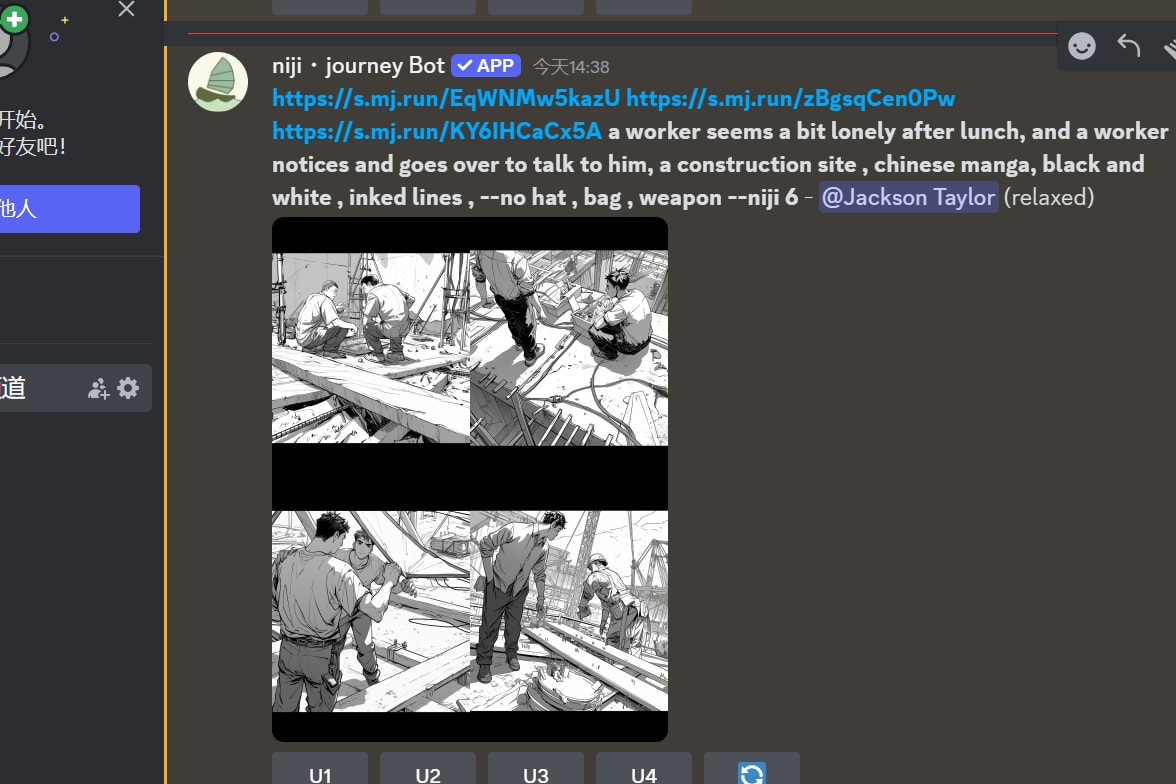 niji・journey Bot APP 今天14:38
https://s.mj.run/EqWNMw5kazU https://s.mj.run/zBgsqCen0Pw
https://s.mj.run/KY6IHCaCx5A a worker seems a bit lonely after lunch, and a worker
notices and goes over to talk to him, a construction site , chinese manga, black and
white , inked lines , --no hat , bag , weapon --niji 6 - @Jackson Taylor (relaxed)
开始。
好友吧！
他人
道
U1 U2 U3 U4